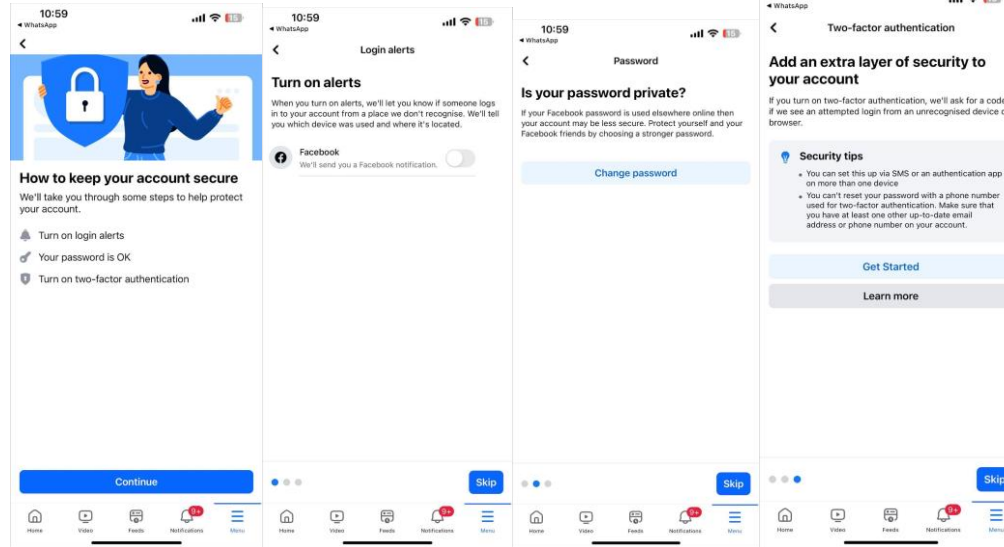 10:59
15
◄ WhatsApp
How to keep your account secure
We'll take you through some steps to help protect
your account.
Turn on login alerts
Your password is OK
Turn on two-factor authentication
Continue
Home
Video
Feeds
9+
Notifications
Menu
10:59
15
◄ WhatsApp
Login alerts
Turn on alerts
When you turn on alerts, we'll let you know if someone logs
in to your account from a place we don't recognise. We'll tell
you which device was used and where it's located.
Facebook
We'll send you a Facebook notification.
Skip
Home
Video
Feeds
9+
Notifications
Menu
10:59
15
◄ WhatsApp
Password
Is your password private?
If your Facebook password is used elsewhere online then
your account may be less secure. Protect yourself and your
Facebook friends by choosing a stronger password.
Change password
Skip
Home
Video
Feeds
9+
Notifications
Menu
◄ WhatsApp
Two-factor authentication
Add an extra layer of security to
your account
If you turn on two-factor authentication, we'll ask for a code
if we see an attempted login from an unrecognised device o
browser.
Security tips
• You can set this up via SMS or an authentication app
on more than one device
• You can't reset your password with a phone number
used for two-factor authentication. Make sure that
you have at least one other up-to-date email
address or phone number on your account.
Get Started
Learn more
Skip
Home
Video
Feeds
9+
Notifications
Menu